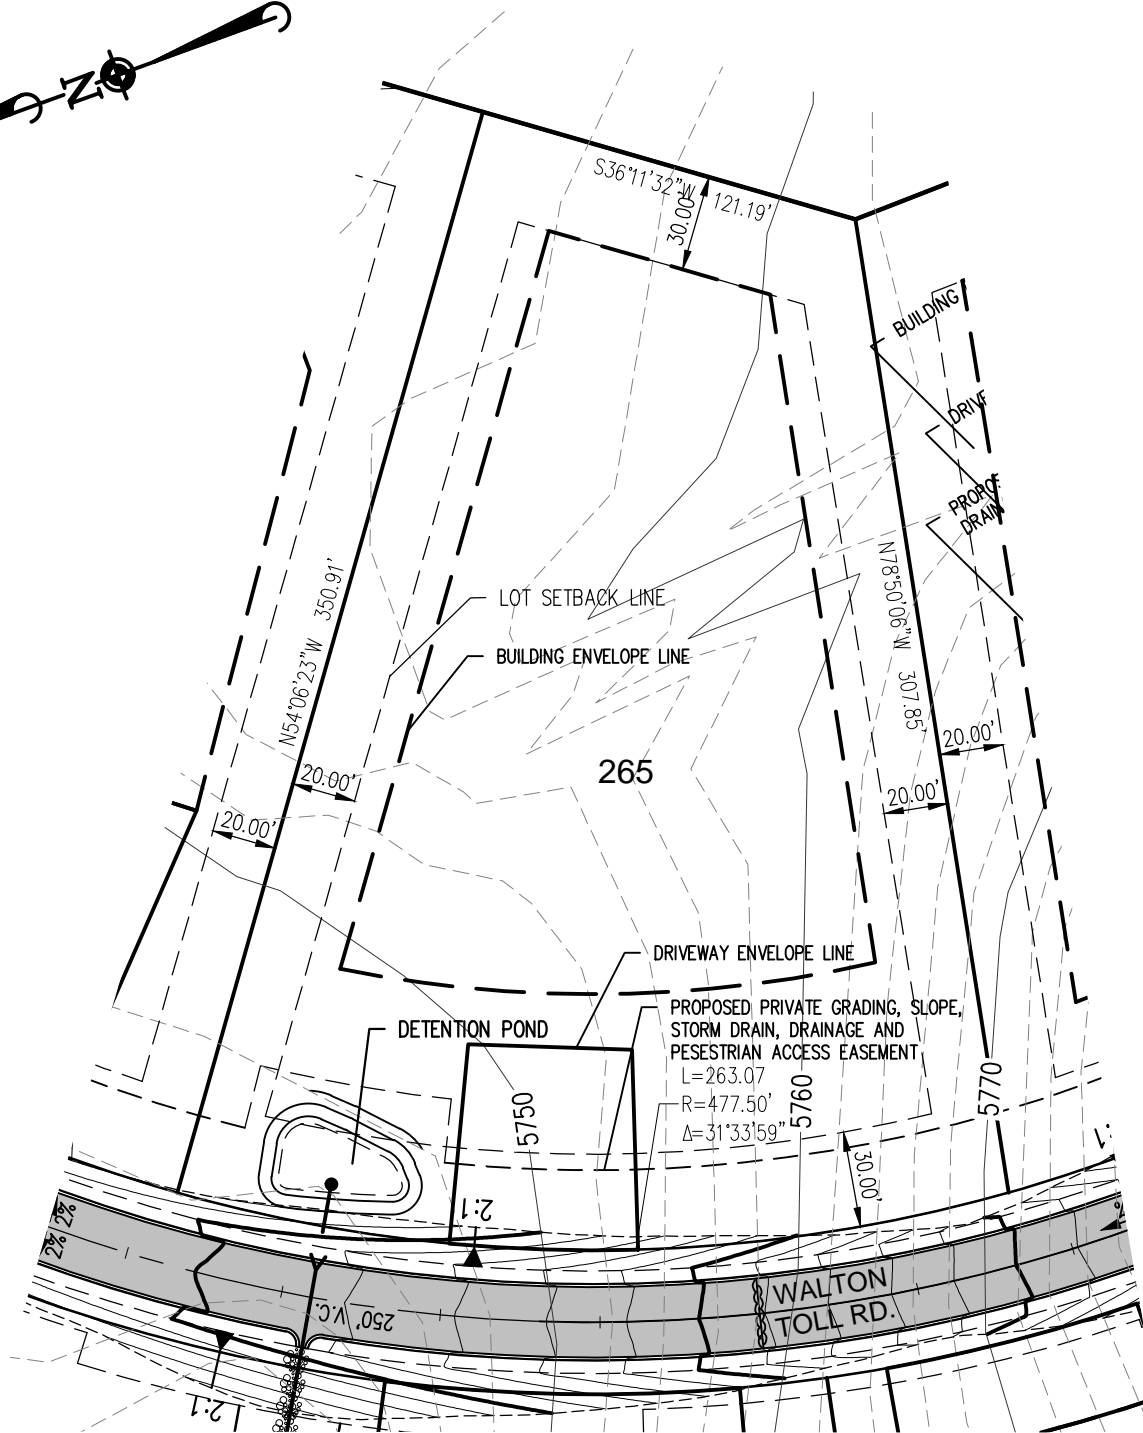 N
S36°11'32"W 121.19'
30.00'
BUILDING
N54°06'23"W 350.91'
N78°50'06"W 307.85'
LOT SETBACK LINE
BUILDING ENVELOPE LINE
265
20.00'
20.00'
20.00'
20.00'
DRIVEWAY ENVELOPE LINE
PROPOSED PRIVATE GRADING, SLOPE,
STORM DRAIN, DRAINAGE AND
PESESTRIAN ACCESS EASEMENT
L=263.07
R=477.50'
Δ=31°33'59"
DETENTION POND
5750
5760
5770
30.00'
2:1
2% 2%
2%
250' V.C.
WALTON
TOLL RD.
2:1